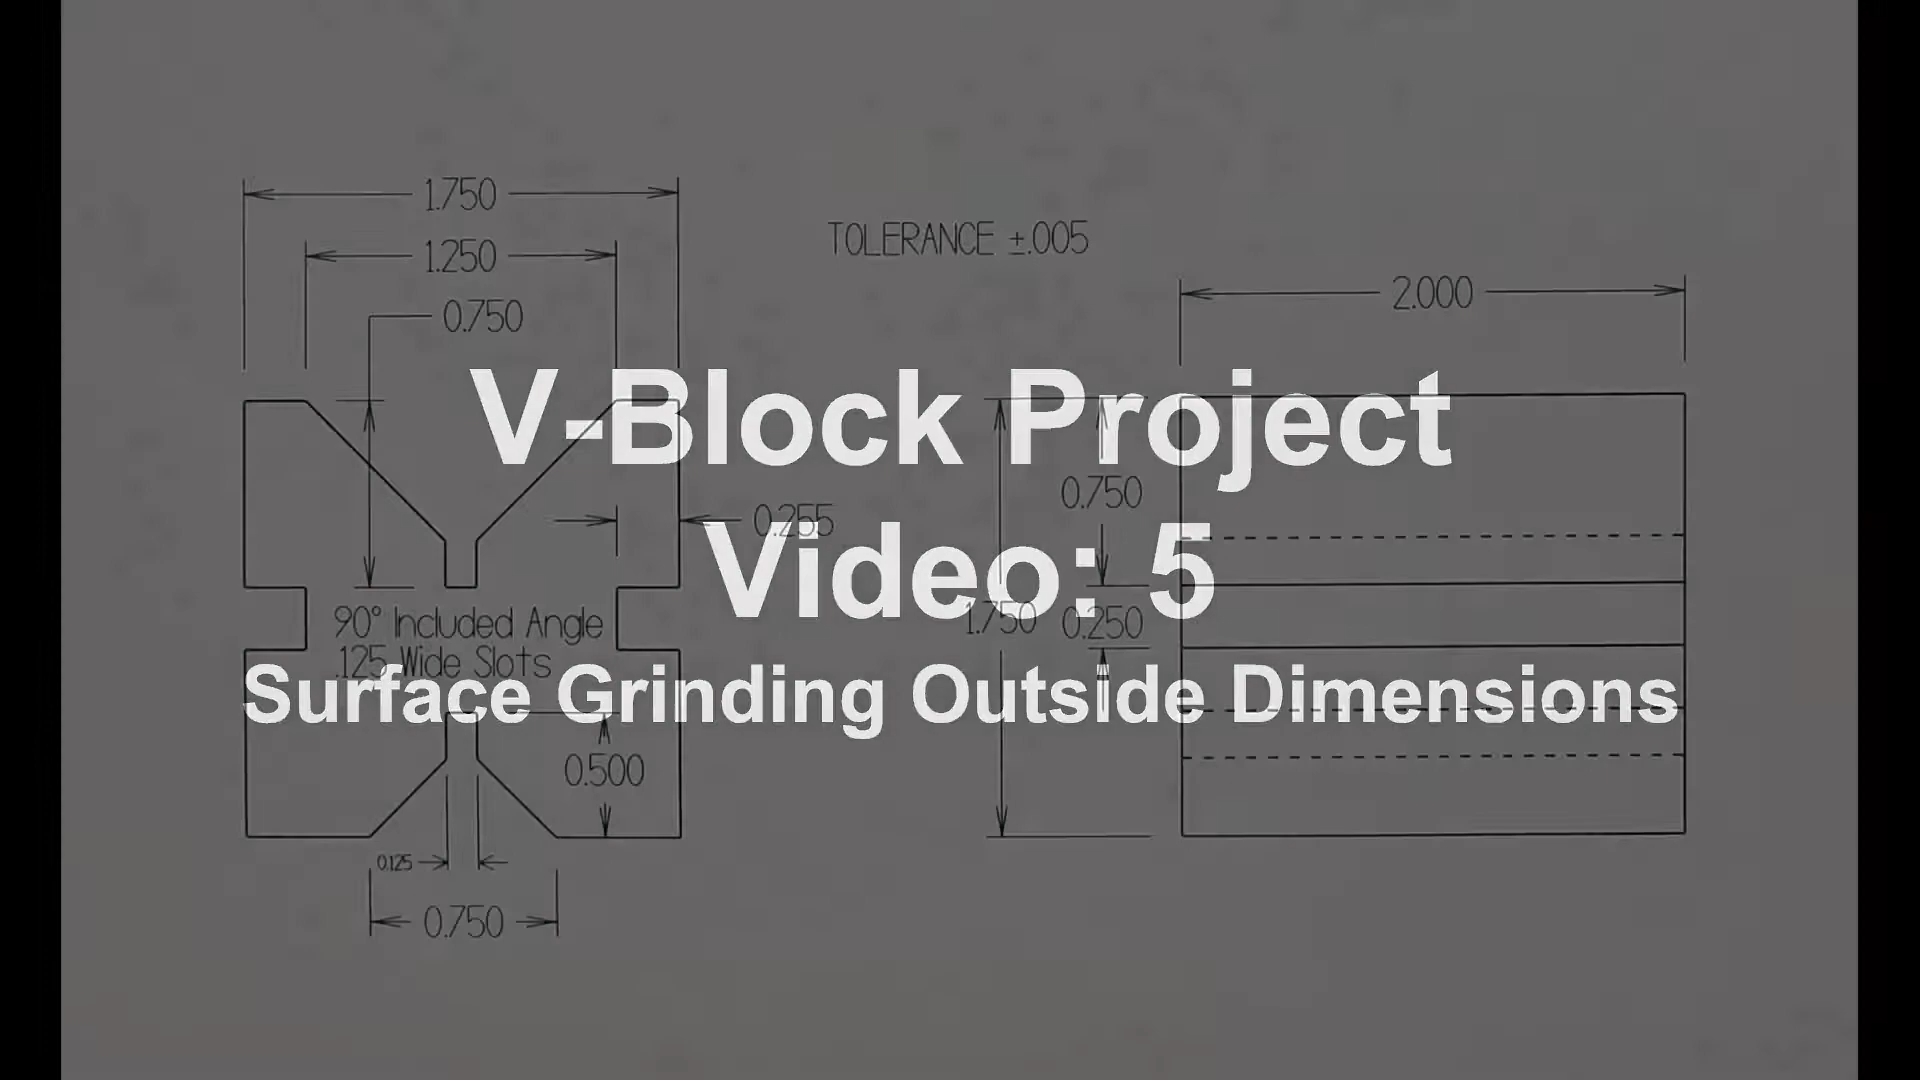 1.750
1.250
0.750
TOLERANCE ±.005
2.000
V-Block Project
0.750
0.255
Video: 5
1.750
0.250
90° Included Angle
.125 Wide Slots
Surface Grinding Outside Dimensions
0.500
0.125
0.750